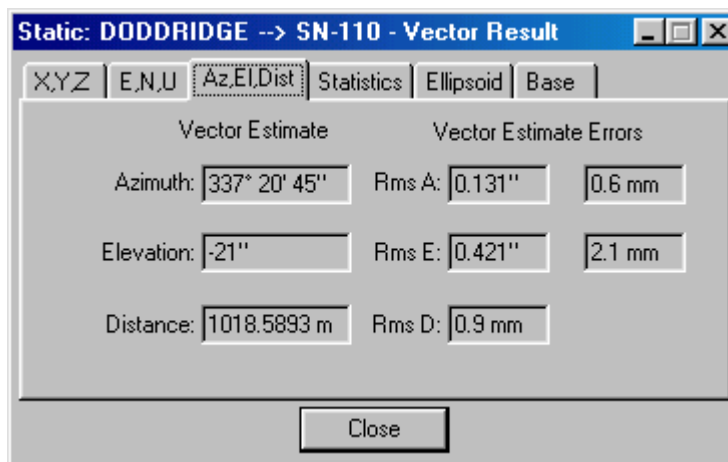 Static: DODDRIDGE --> SN-110 - Vector Result
X,Y,Z E,N,U Az,El,Dist Statistics Ellipsoid Base
Vector Estimate Vector Estimate Errors
Azimuth: 337° 20' 45'' Rms A: 0.131'' 0.6 mm
Elevation: -21'' Rms E: 0.421'' 2.1 mm
Distance: 1018.5893 m Rms D: 0.9 mm
Close